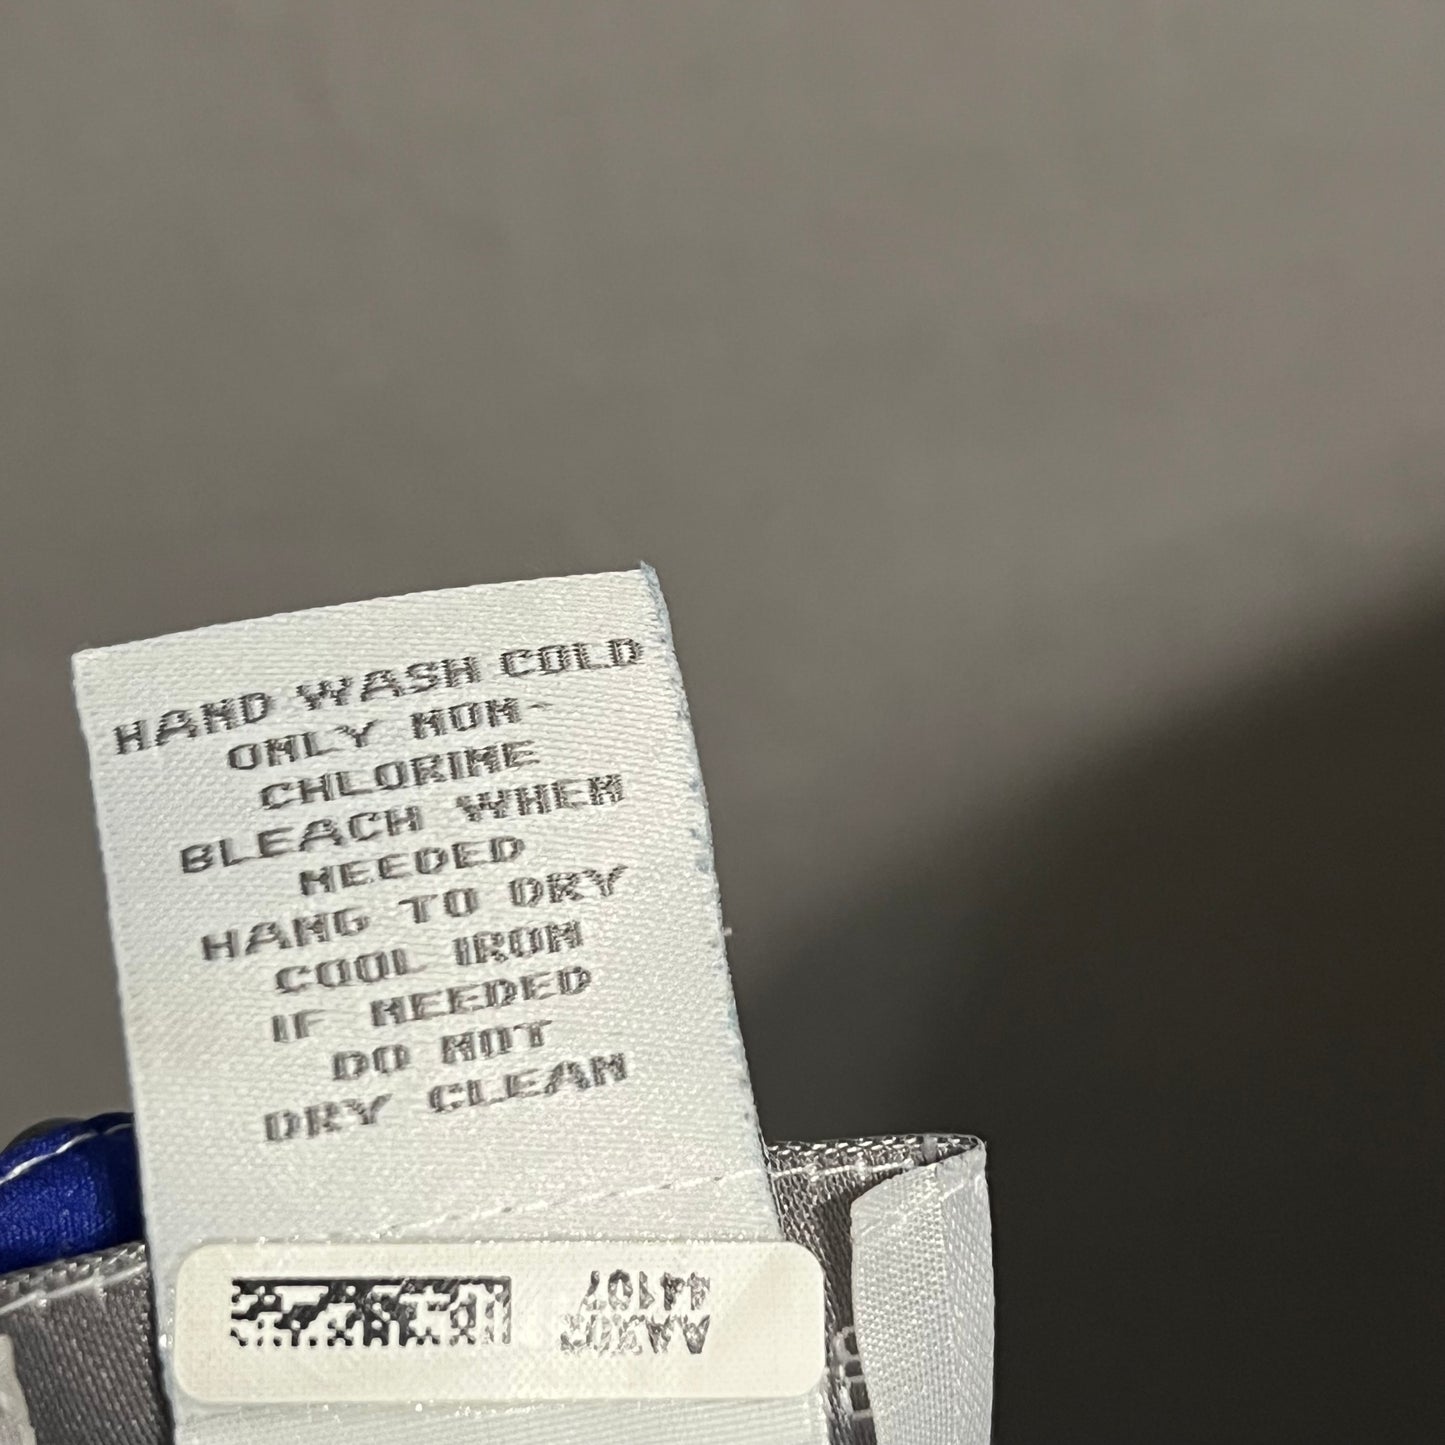 HAND WASH COLD
ONLY NON-
CHLORINE
BLEACH WHEN
NEEDED
HANG TO DRY
COOL IRON
IF NEEDED
DO NOT
DRY CLEAN
44107